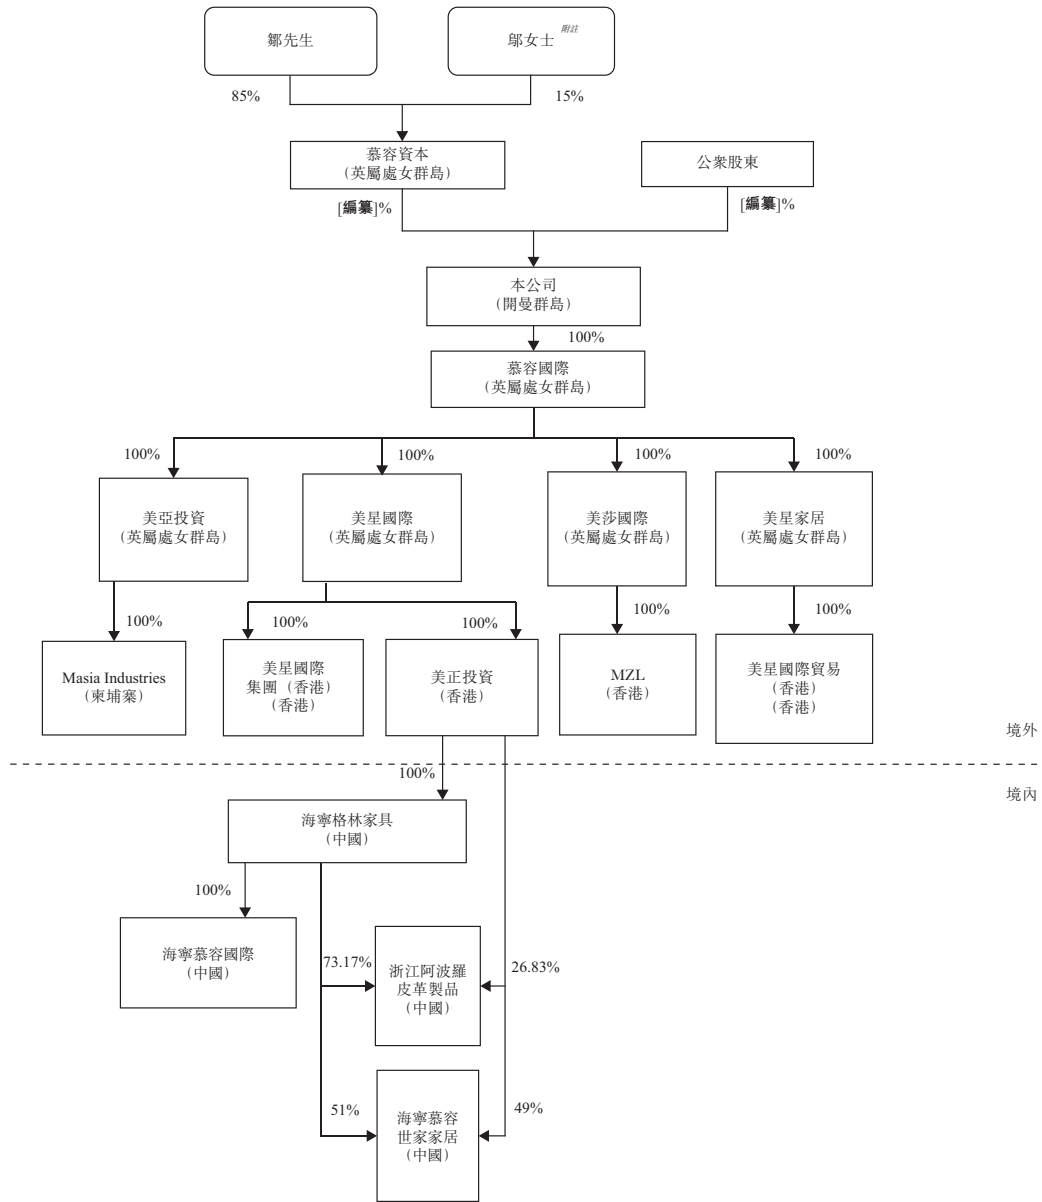 鄒先生
鄔女士 附註
85%
15%
慕容資本
(英屬處女群島)
公衆股東
[編纂]%
[編纂]%
本公司
(開曼群島)
100%
慕容國際
(英屬處女群島)
100%
100%
100%
100%
美亞投資
(英屬處女群島)
美星國際
(英屬處女群島)
美莎國際
(英屬處女群島)
美星家居
(英屬處女群島)
100%
100%
100%
100%
100%
Masia Industries
(柬埔寨)
美星國際
集團(香港)
(香港)
美正投資
(香港)
MZL
(香港)
美星國際貿易
(香港)
(香港)
境外
100%
境內
海寧格林家具
(中國)
100%
海寧慕容國際
(中國)
73.17%
浙江阿波羅
皮革製品
(中國)
26.83%
51%
海寧慕容
世家家居
(中國)
49%